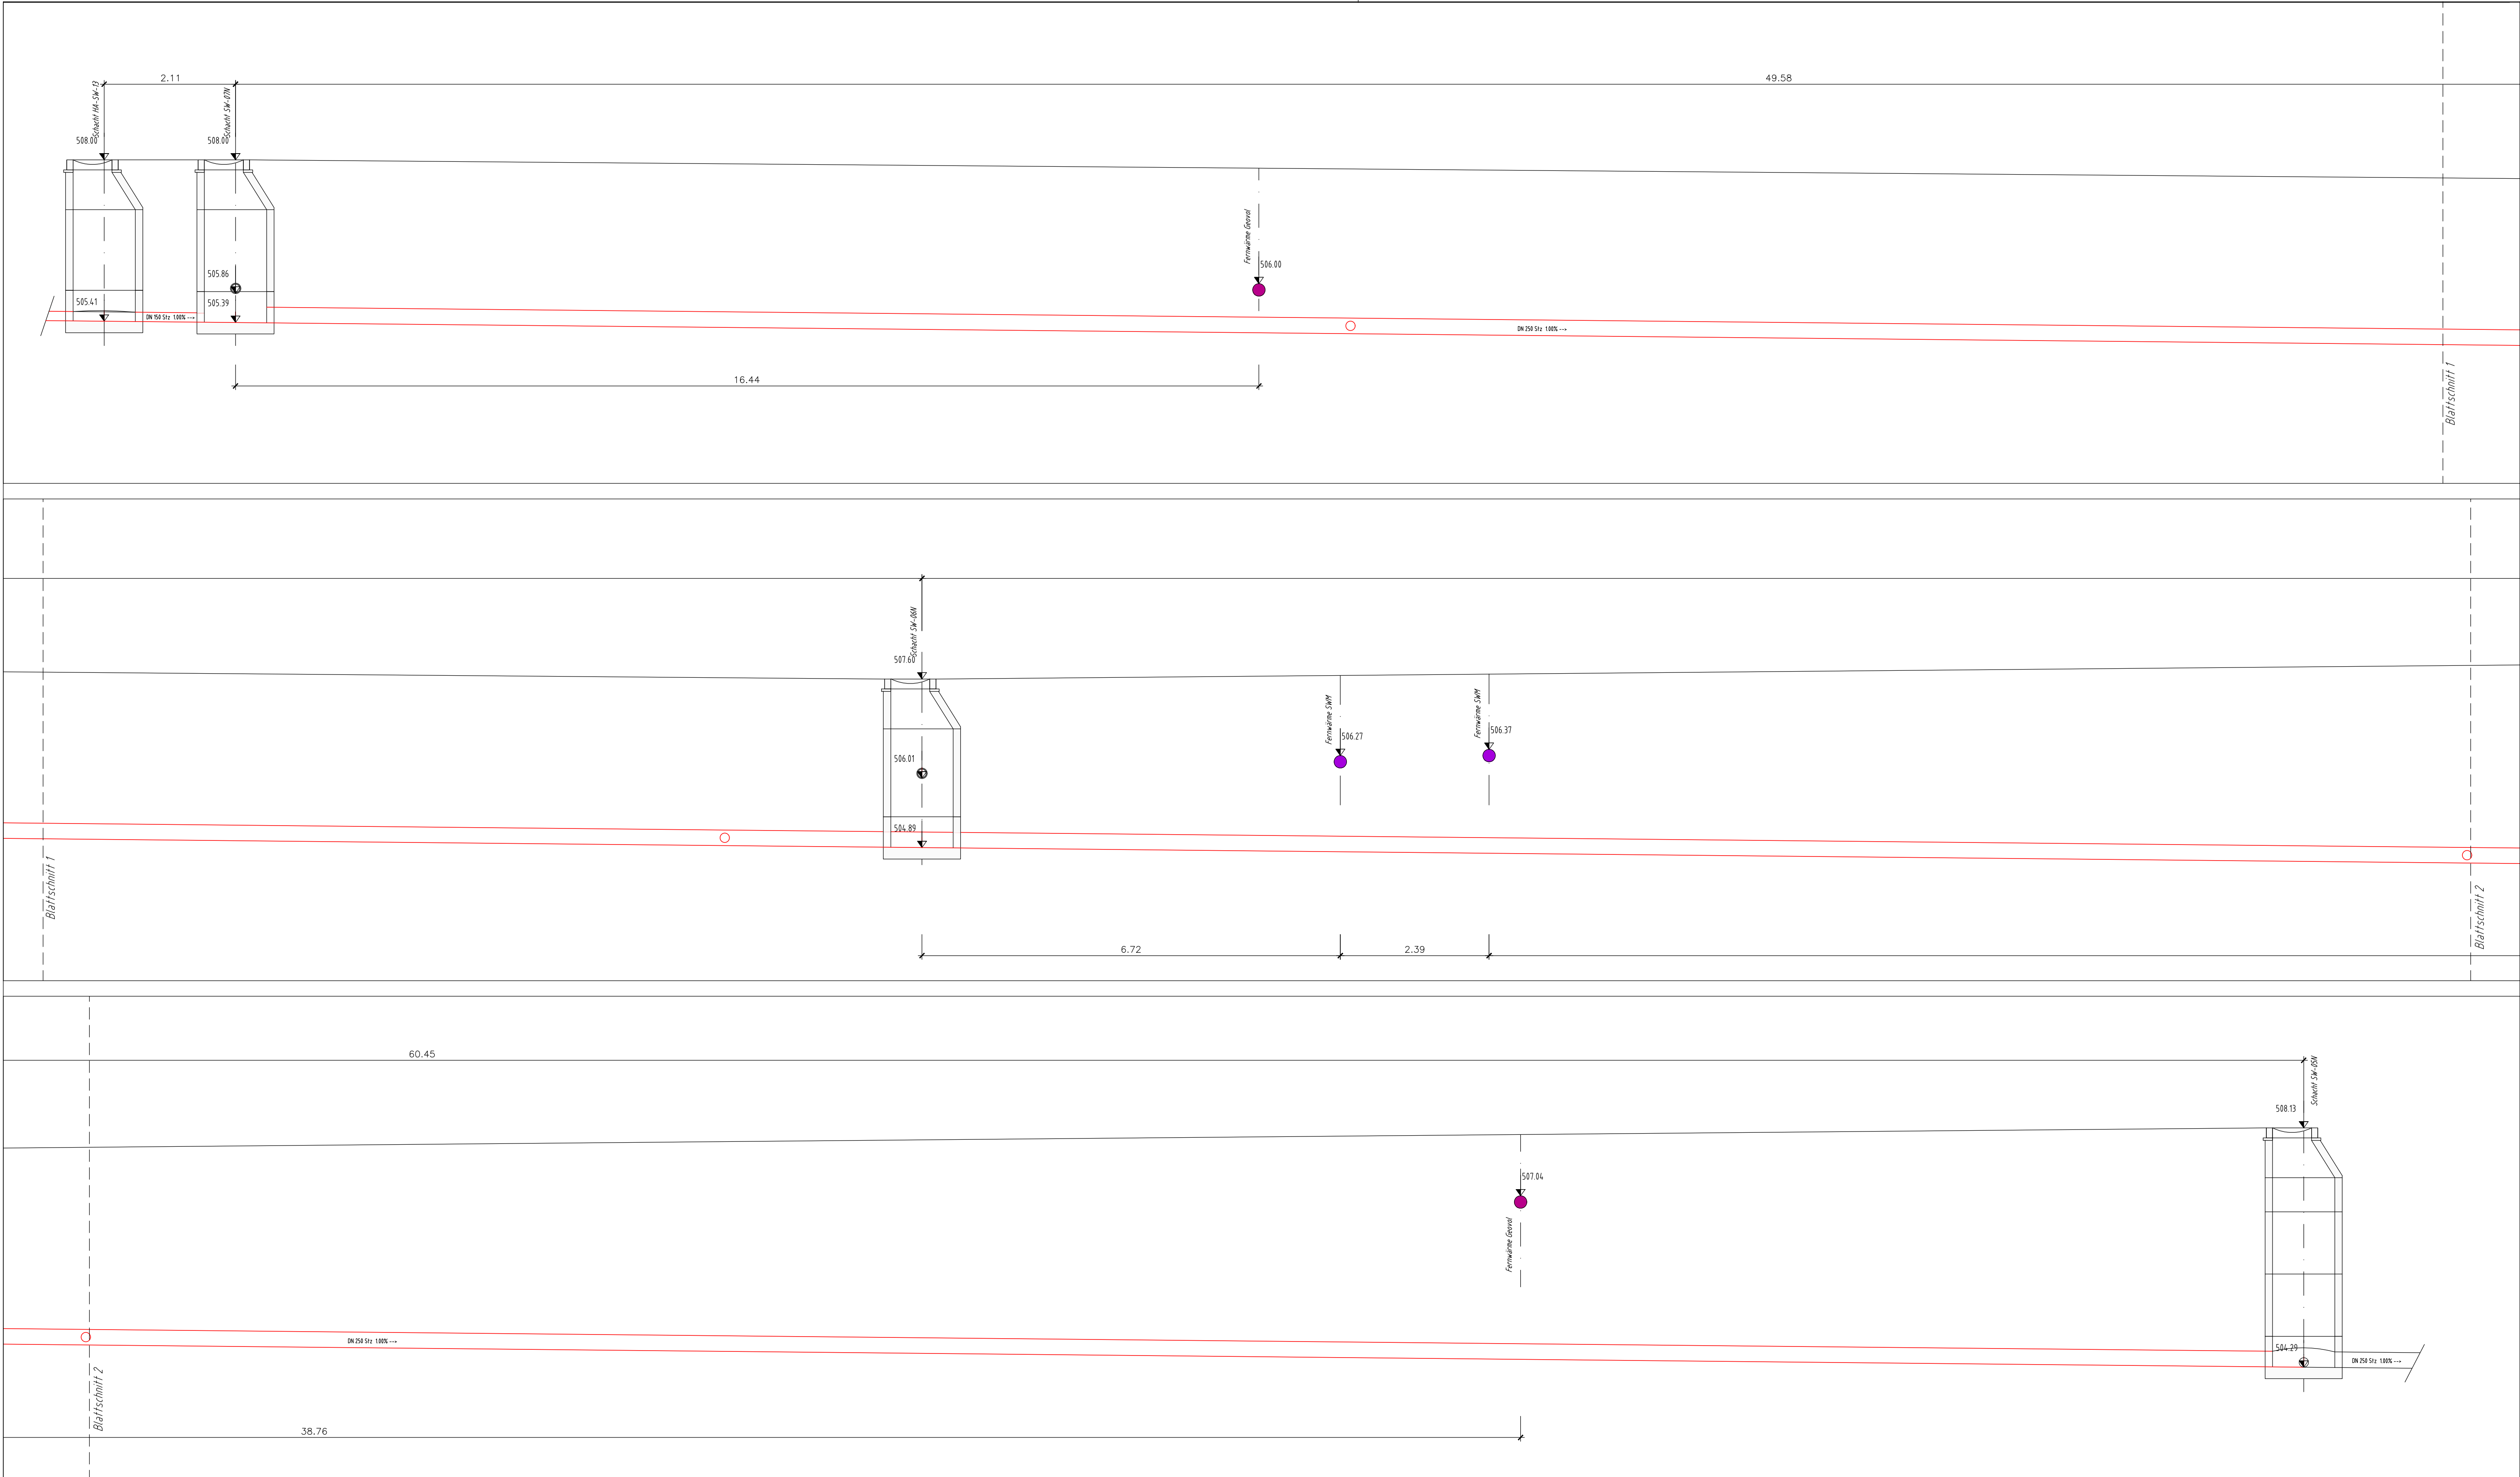 2.11
49.58
Schacht HA-SW-13
Schacht SW-07N
508.00
508.00
Fernwärme Geovol
506.00
505.86
505.41
505.39
DN 150 Stz 1.00% -->
DN 250 Stz 1.00% -->
16.44
Blattschnitt 1
Schacht SW-06N
507.60
Fernwärme SWM
506.27
Fernwärme SWM
506.37
506.01
504.89
Blattschnitt 1
Blattschnitt 2
6.72
2.39
60.45
Schacht SW-05N
508.13
507.04
Fernwärme Geovol
DN 250 Stz 1.00% -->
504.29
DN 250 Stz 1.00% -->
Blattschnitt 2
38.76